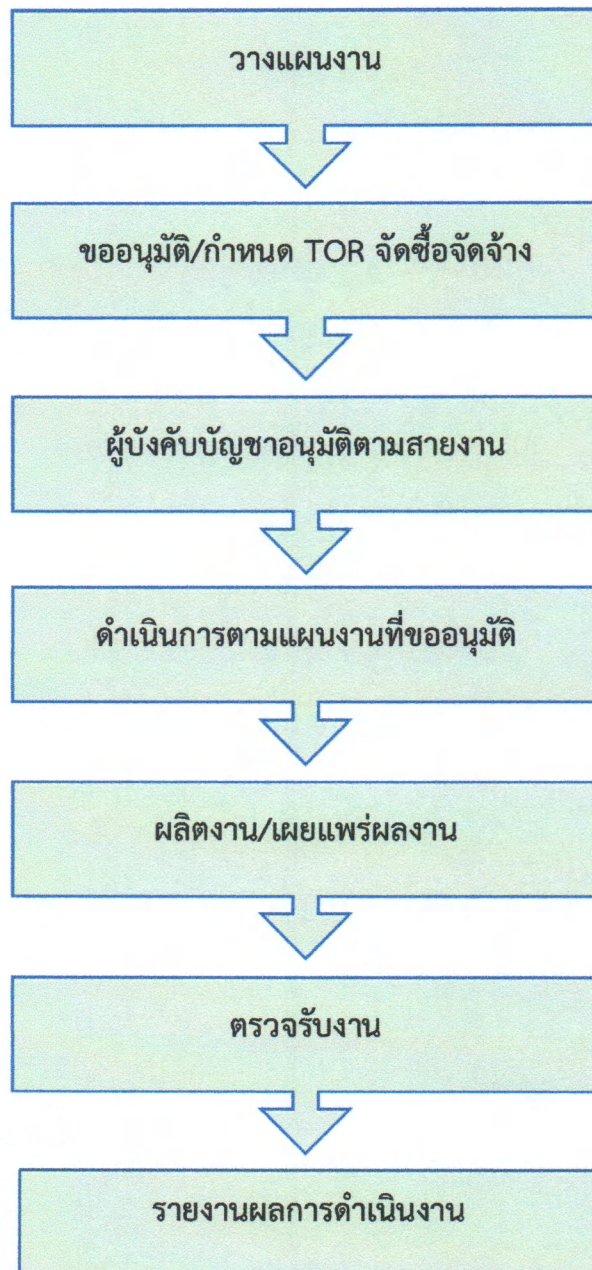 วางแผนงาน
ขออนุมัติ/กำหนด TOR จัดซื้อจัดจ้าง
ผู้บังคับบัญชาอนุมัติตามสายงาน
ดำเนินการตามแผนงานที่ขออนุมัติ
ผลิตงาน/เผยแพร่ผลงาน
ตรวจรับงาน
รายงานผลการดำเนินงาน